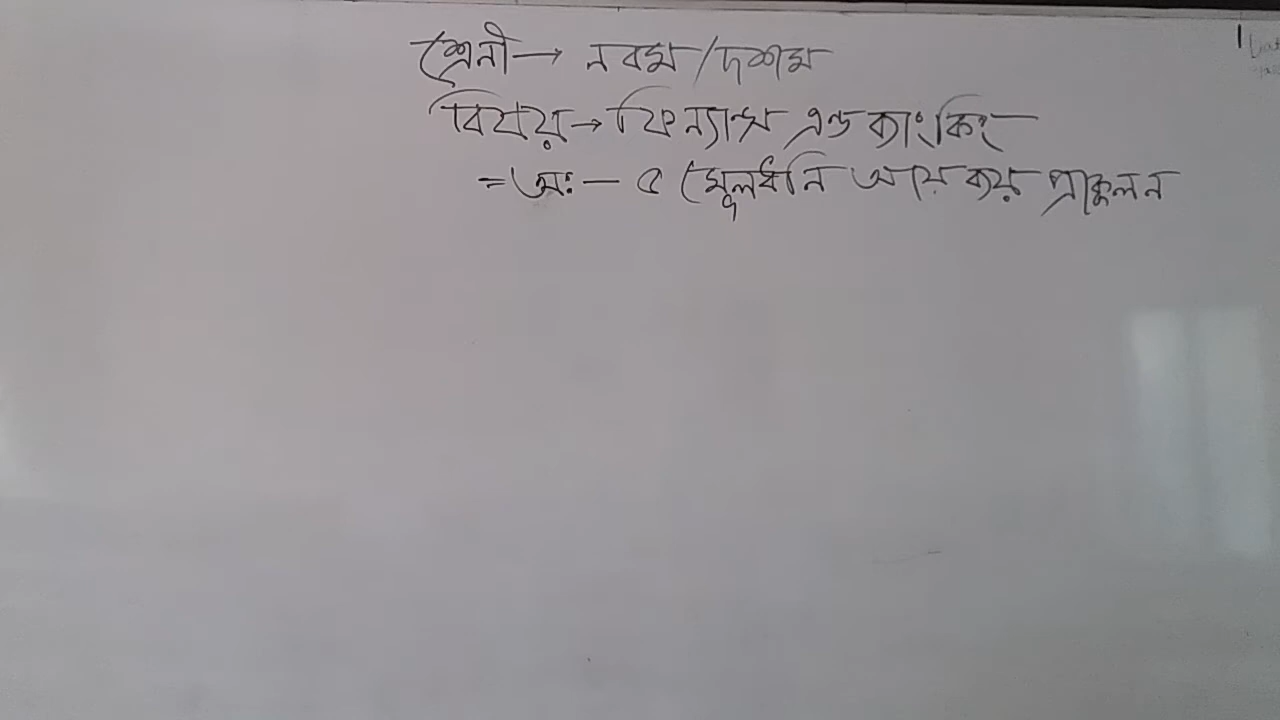 শ্রেনী → নবম/দশম
বিষয় → ফিন্যান্স এন্ড ব্যাংকিং
= অঃ - ৫ মূলধনি আয় ব্যয় প্রাক্কলন